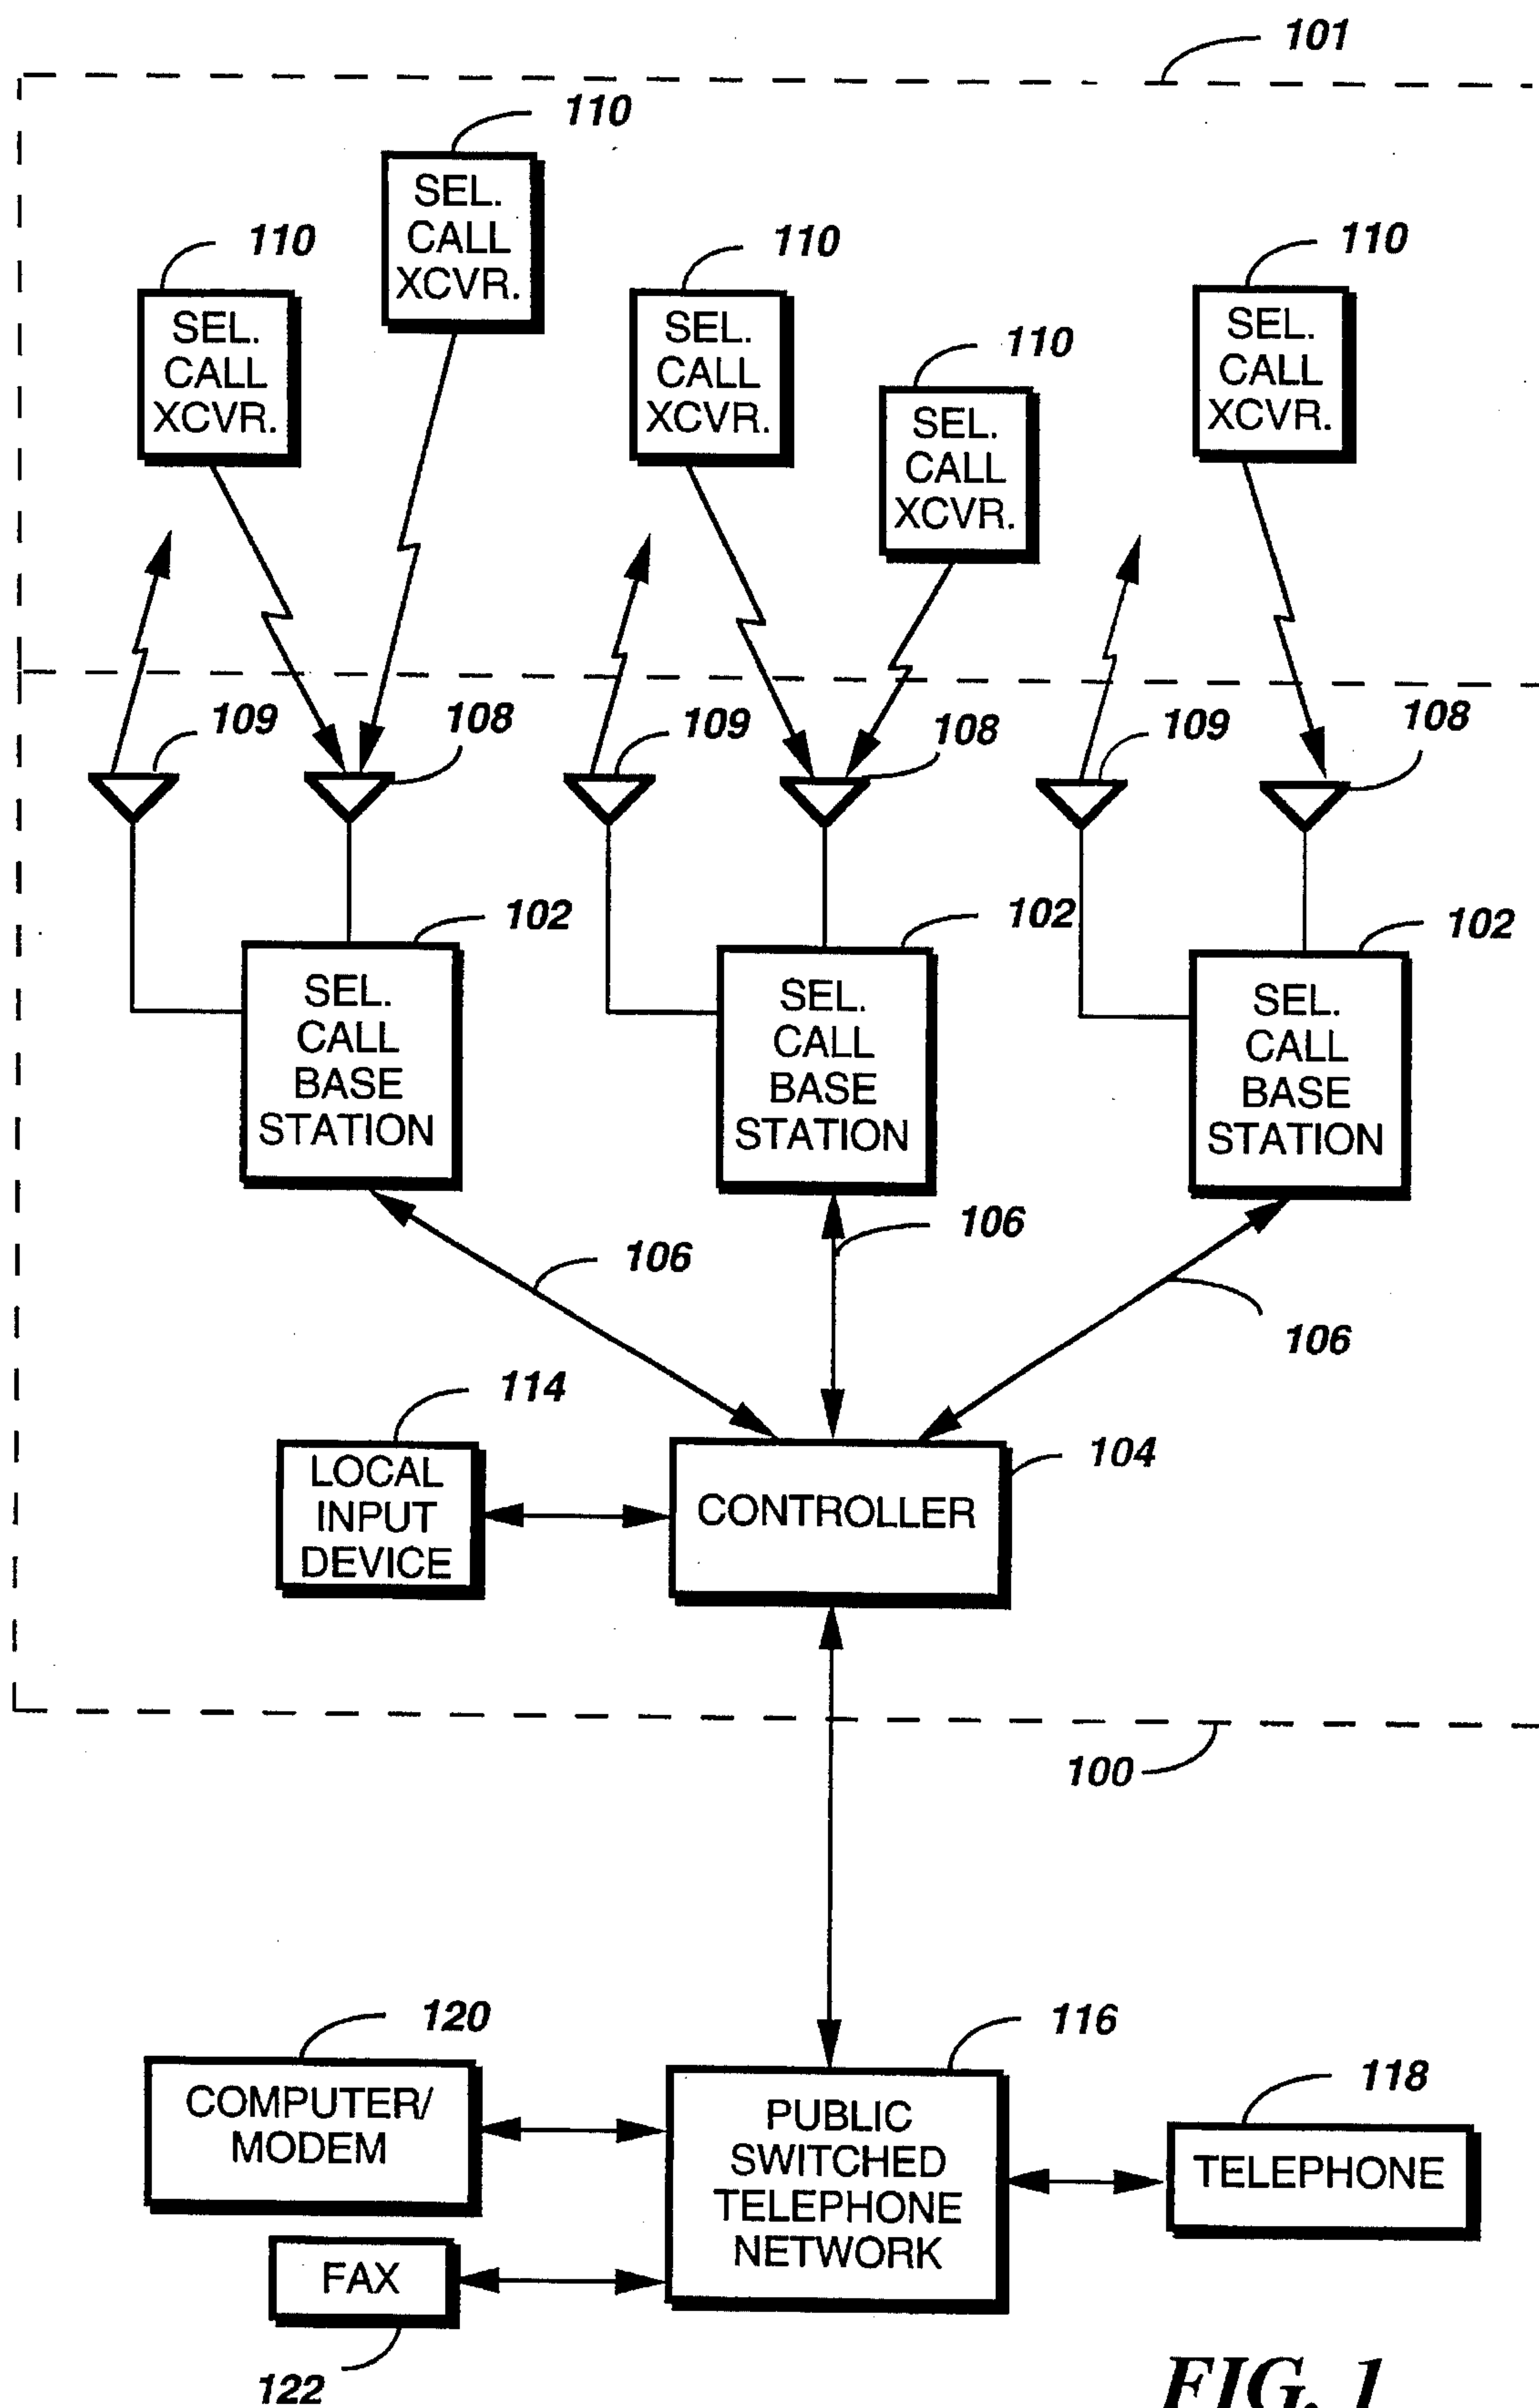 101
110
SEL.
CALL
XCVR.
110
SEL.
CALL
XCVR.
110
SEL.
CALL
XCVR.
110
SEL.
CALL
XCVR.
110
SEL.
CALL
XCVR.
109
108
109
108
109
108
102
SEL.
CALL
BASE
STATION
102
SEL.
CALL
BASE
STATION
102
SEL.
CALL
BASE
STATION
106
106
106
114
LOCAL
INPUT
DEVICE
104
CONTROLLER
100
120
COMPUTER/
MODEM
116
PUBLIC
SWITCHED
TELEPHONE
NETWORK
118
TELEPHONE
FAX
122
FIG. 1